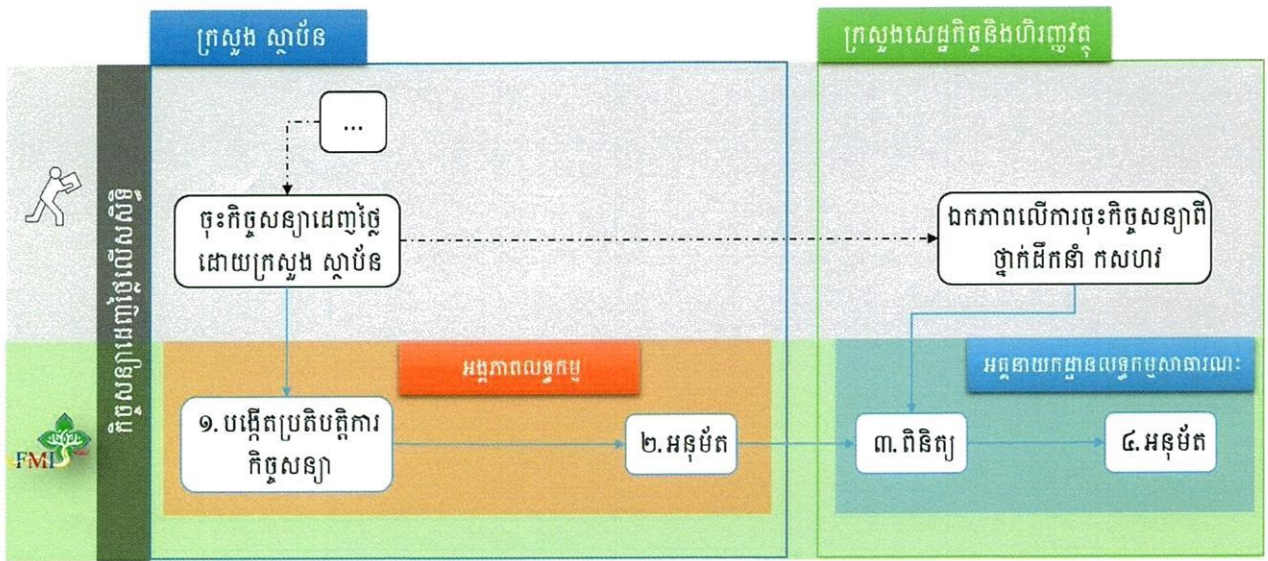 ក្រសួង ស្ថាប័ន
ក្រសួងសេដ្ឋកិច្ចនិងហិរញ្ញវត្ថុ
...
កិច្ចសន្យាដេញថ្លៃលើសសិទ្ធិ
ចុះកិច្ចសន្យាដេញថ្លៃ
ដោយក្រសួង ស្ថាប័ន
ឯកភាពលើការចុះកិច្ចសន្យាពី
ថ្នាក់ដឹកនាំ កសហវ
អង្គភាពលទ្ធកម្ម
អគ្គនាយកដ្ឋានលទ្ធកម្មសាធារណៈ
១. បង្កើតប្រតិបត្តិការ
កិច្ចសន្យា
២. អនុម័ត
៣. ពិនិត្យ
៤. អនុម័ត
FMIS